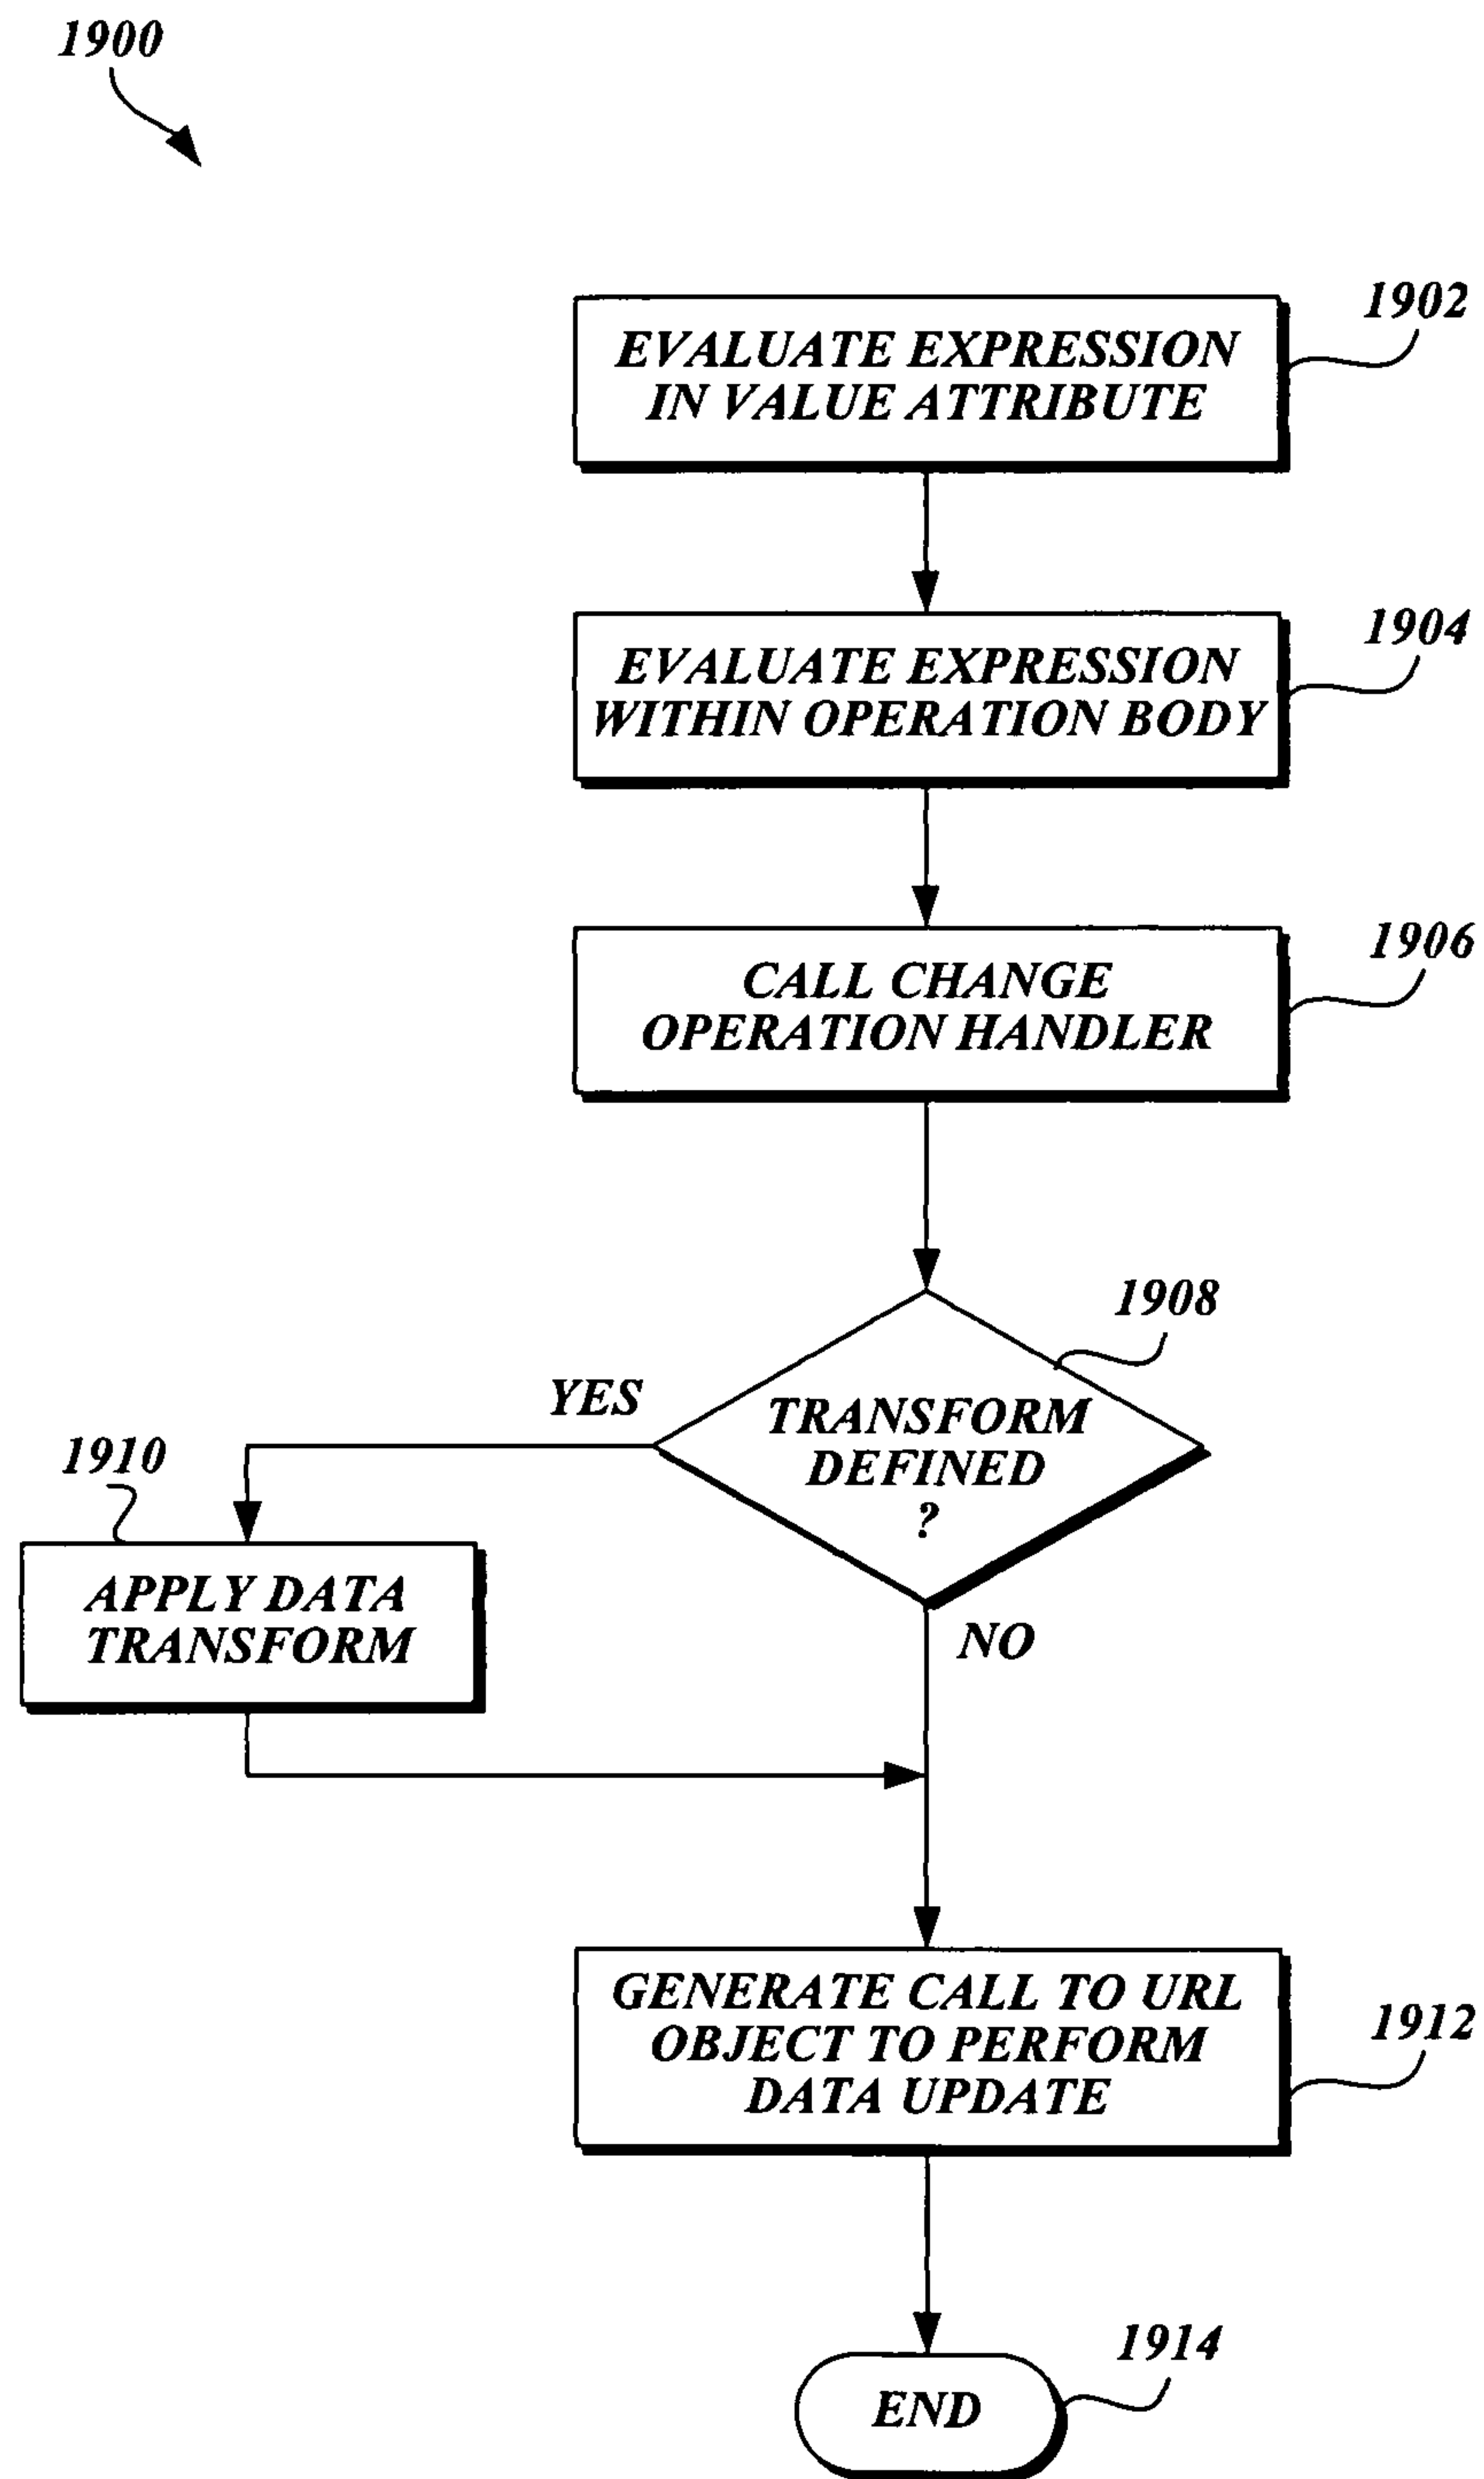 1900
1902
EVALUATE EXPRESSION
IN VALUE ATTRIBUTE
1904
EVALUATE EXPRESSION
WITHIN OPERATION BODY
1906
CALL CHANGE
OPERATION HANDLER
1908
TRANSFORM
DEFINED
?
YES
1910
APPLY DATA
TRANSFORM
NO
GENERATE CALL TO URL
OBJECT TO PERFORM
DATA UPDATE
1912
1914
END